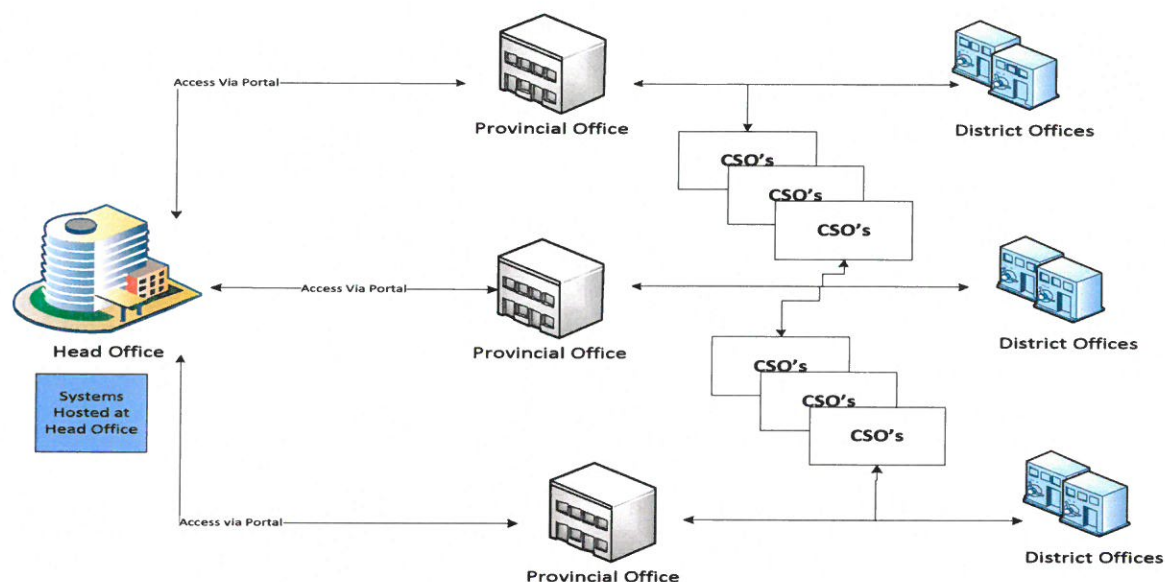 Access Via Portal
Provincial Office
District Offices
CSO's
CSO's
CSO's
Head Office
Systems
Hosted at
Head Office
Access Via Portal
Provincial Office
District Offices
CSO's
CSO's
CSO's
Access via Portal
Provincial Office
District Offices